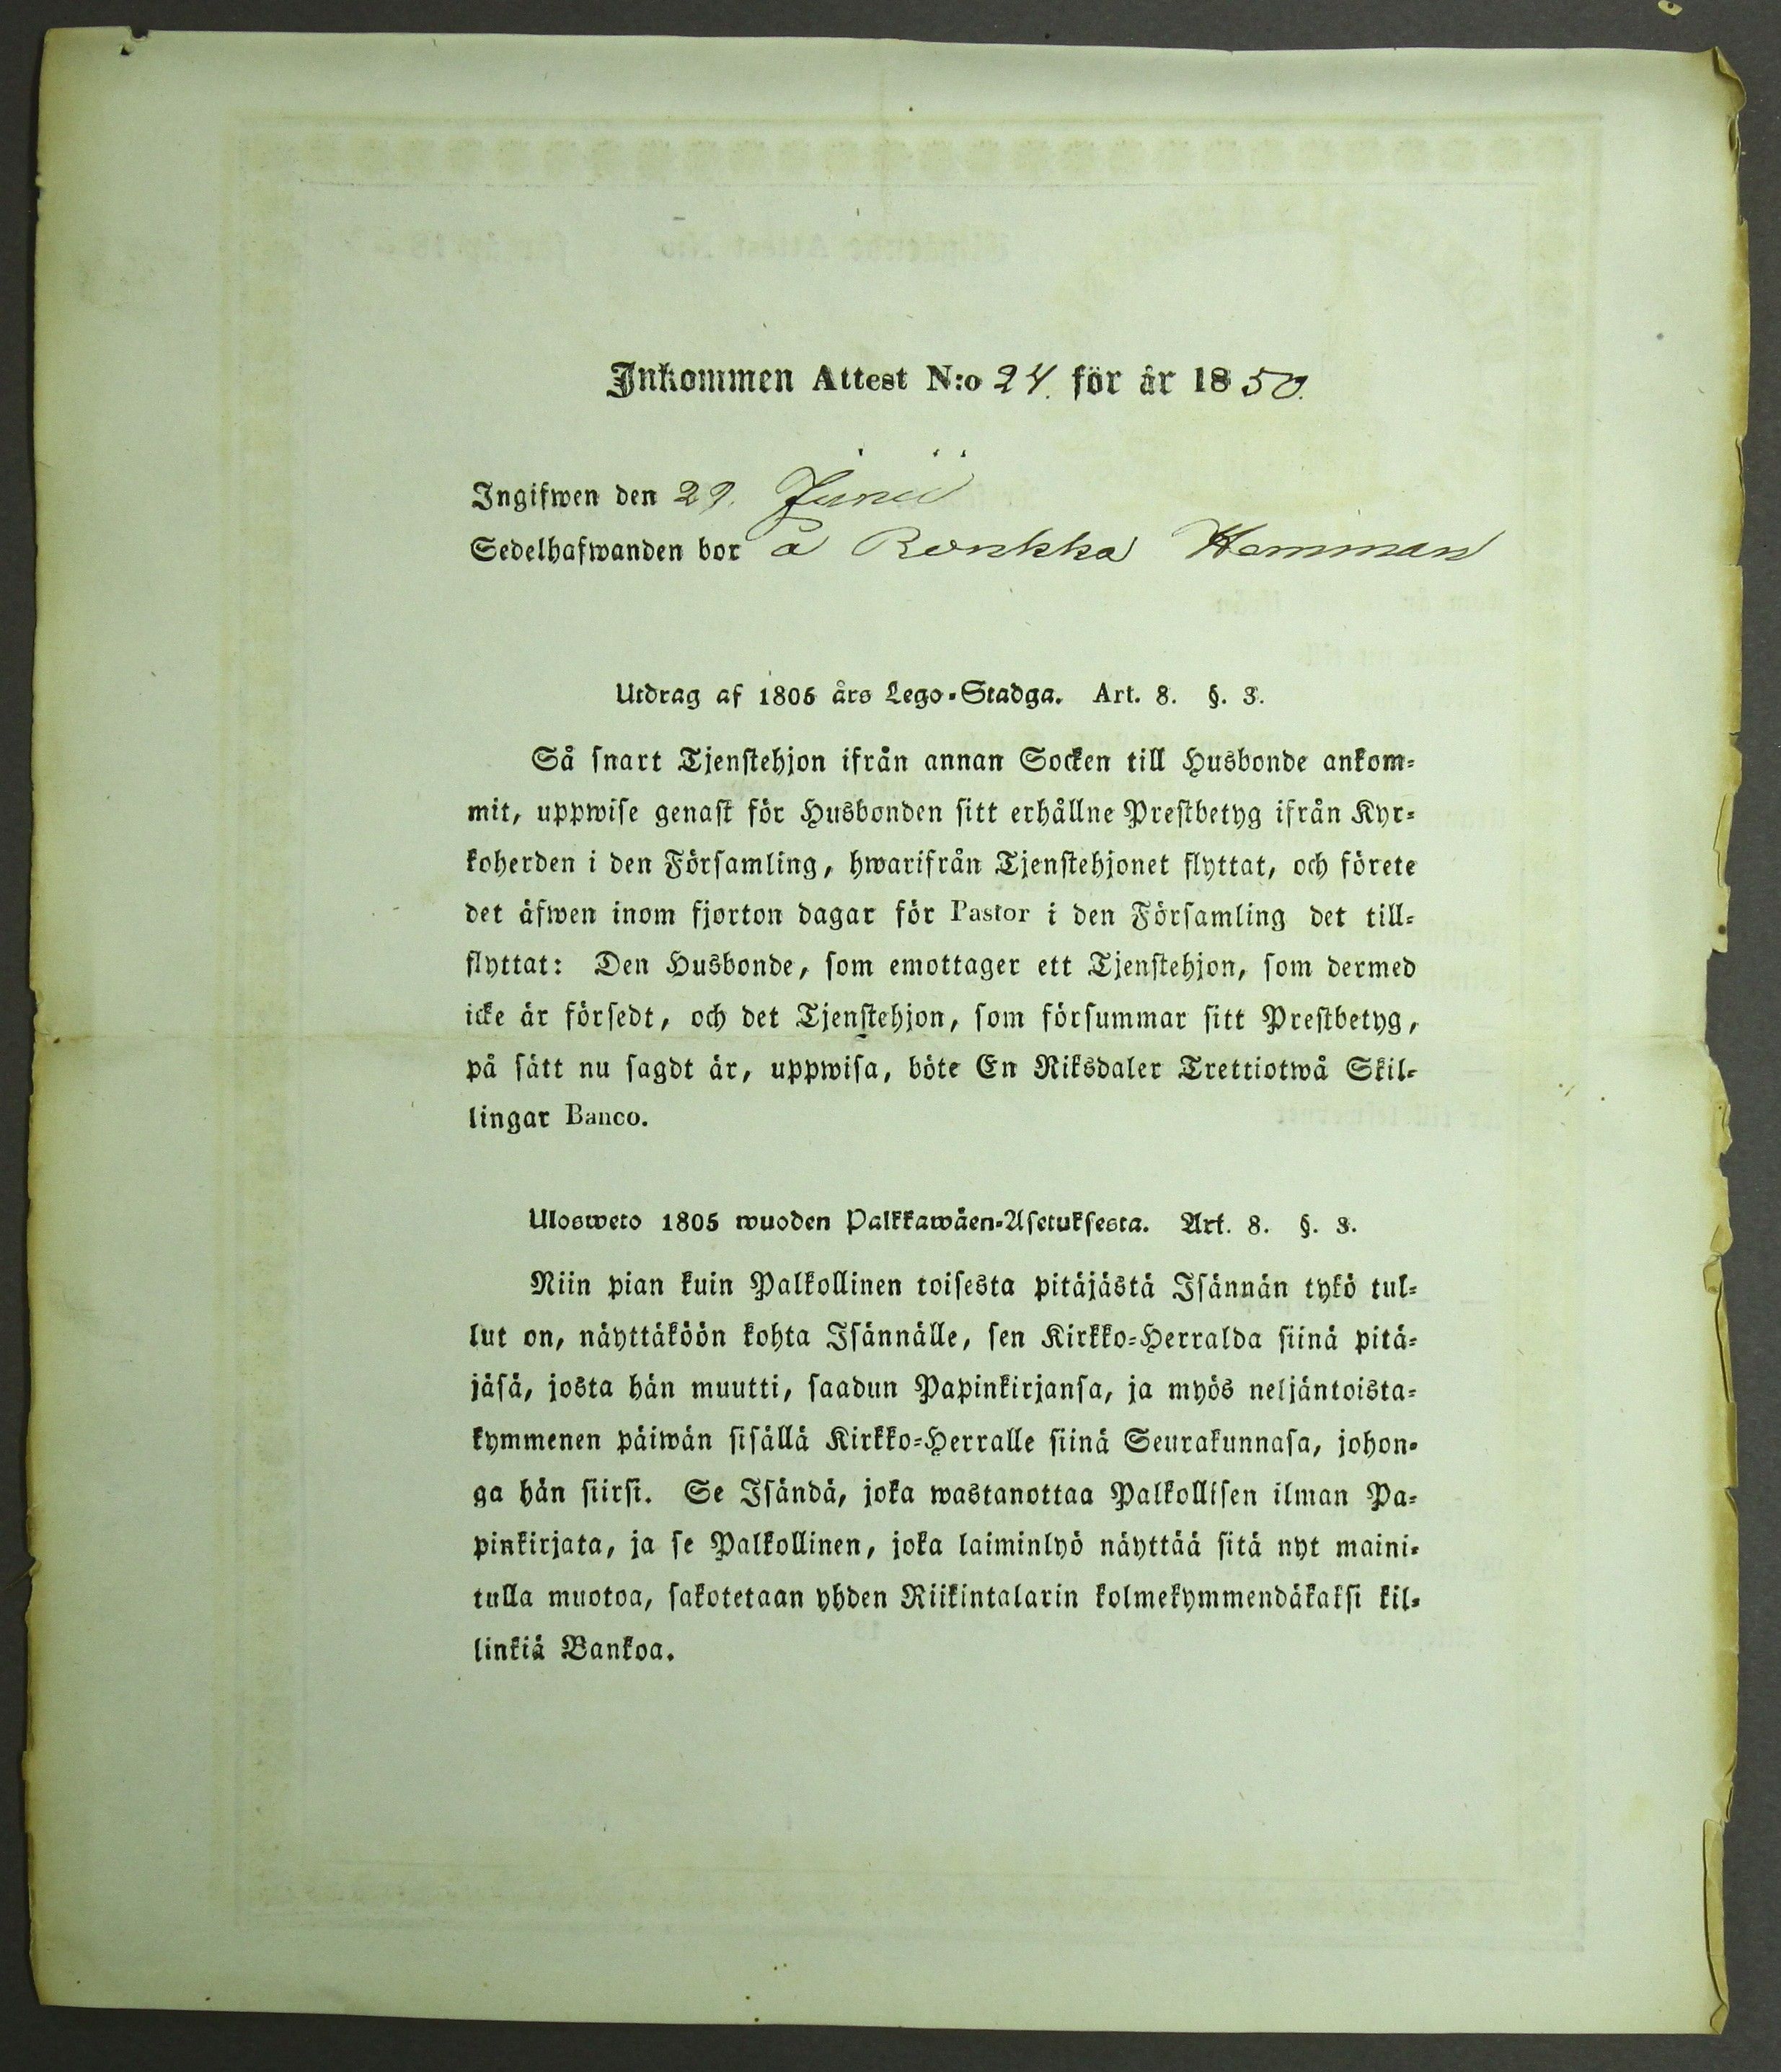 Inkommen Attest N:o 24. för år 1850.
Ingifwen den 29. Junii
Sedelhafwanden bor å Ronkka Hemman
Utdrag af 1805 års Lego-Stadga. Art. 8. §. 3.
Så snart Tjenstehjon ifrån annan Socken till Husbonde ankom-
mit, uppwise genast för Husbonden sitt erhållne Prestbetyg ifrån Kyr-
koherden i den Församling, hwarifrån Tjenstehjonet flyttat, och förete
det äfwen inom fjorton dagar för Pastor i den Församling det till-
flyttat: Den Husbonde, som emottager ett Tjenstehjon, som dermed
icke är försedt, och det Tjenstehjon, som försummar sitt Prestbetyg,
på sätt nu sagdt är, uppwisa, böte En Riksdaler Trettiotwå Skil-
lingar Banco.
Ulosweto 1805 wuoden Palkkawäen-Asetuksesta. Art. 8. §. 3.
Niin pian kuin Palkollinen toisesta pitäjästä Isännän tykö tul-
lut on, näyttäköön kohta Isännälle, sen Kirkko-Herralda siinä pitä-
jäsä, josta hän muutti, saadun Papinkirjansa, ja myös neljäntoista-
kymmenen päiwän sisällä Kirkko-Herralle siinä Seurakunnasa, johon-
ga hän siirsi. Se Isändä, joka wastanottaa Palkollisen ilman Pa-
pinkirjata, ja se Palkollinen, joka laiminlyö näyttää sitä nyt maini-
tulla muotoa, sakotetaan yhden Riikintalarin kolmekymmendäkaksi kil-
linkiä Bankoa.